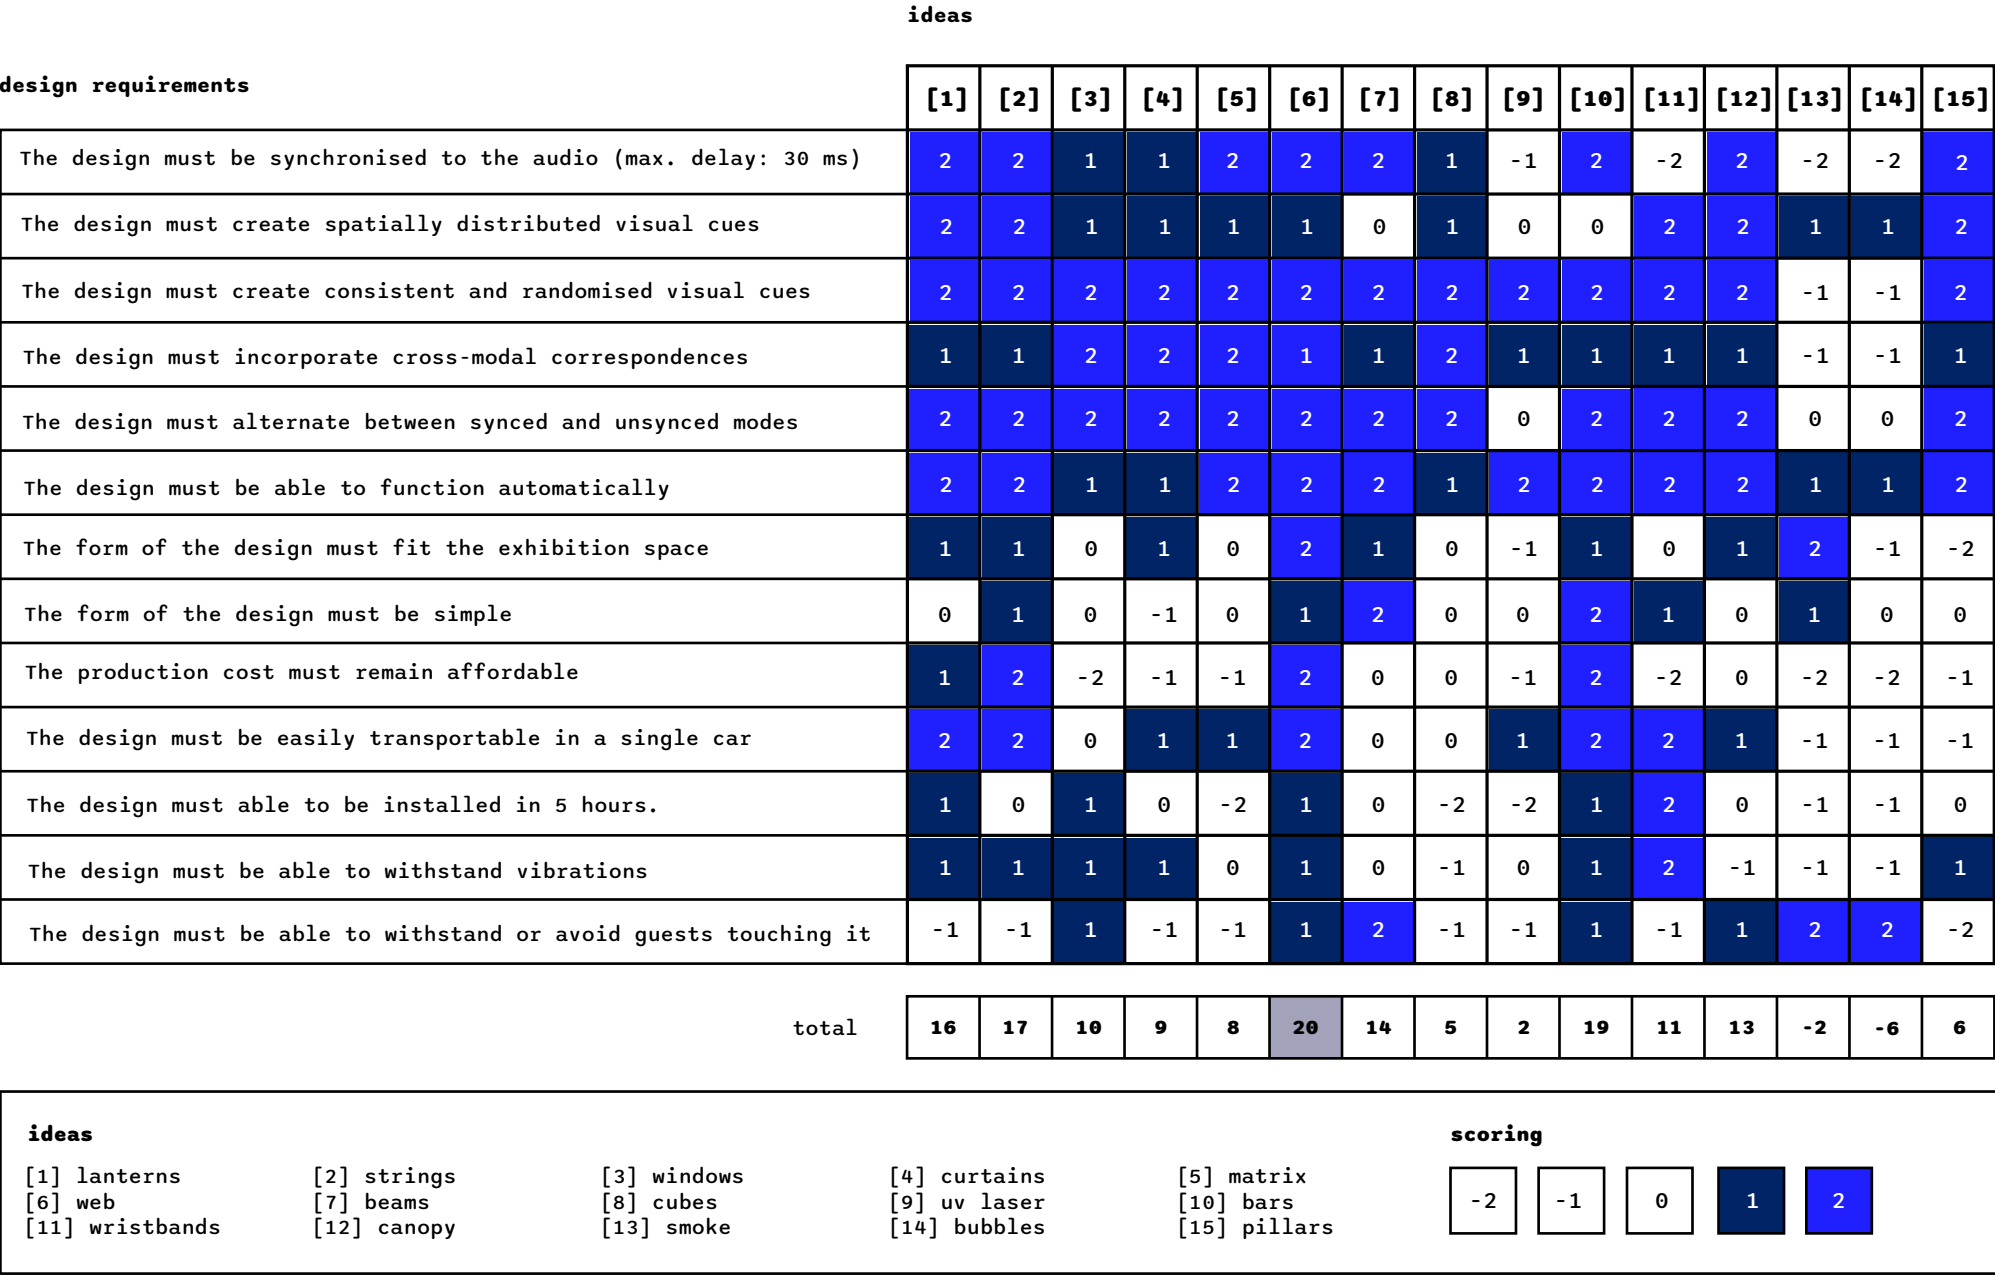 ideas
design requirements [1] [2] [3] [4] [5] [6] [7] [8] [9] [10] [11] [12] [13] [14] [15]
The design must be synchronised to the audio (max. delay: 30 ms) 2 2 1 1 2 2 2 1 -1 2 -2 2 -2 -2 2
The design must create spatially distributed visual cues 2 2 1 1 1 1 0 1 0 0 2 2 1 1 2
The design must create consistent and randomised visual cues 2 2 2 2 2 2 2 2 2 2 2 2 -1 -1 2
The design must incorporate cross-modal correspondences 1 1 2 2 2 1 1 2 1 1 1 1 -1 -1 1
The design must alternate between synced and unsynced modes 2 2 2 2 2 2 2 2 0 2 2 2 0 0 2
The design must be able to function automatically 2 2 1 1 2 2 2 1 2 2 2 2 1 1 2
The form of the design must fit the exhibition space 1 1 0 1 0 2 1 0 -1 1 0 1 2 -1 -2
The form of the design must be simple 0 1 0 -1 0 1 2 0 0 2 1 0 1 0 0
The production cost must remain affordable 1 2 -2 -1 -1 2 0 0 -1 2 -2 0 -2 -2 -1
The design must be easily transportable in a single car 2 2 0 1 1 2 0 0 1 2 2 1 -1 -1 -1
The design must able to be installed in 5 hours. 1 0 1 0 -2 1 0 -2 -2 1 2 0 -1 -1 0
The design must be able to withstand vibrations 1 1 1 1 0 1 0 -1 0 1 2 -1 -1 -1 1
The design must be able to withstand or avoid guests touching it -1 -1 1 -1 -1 1 2 -1 -1 1 -1 1 2 2 -2
total 16 17 10 9 8 20 14 5 2 19 11 13 -2 -6 6
ideas scoring
[1] lanterns [2] strings [3] windows [4] curtains [5] matrix
[6] web [7] beams [8] cubes [9] uv laser [10] bars
[11] wristbands [12] canopy [13] smoke [14] bubbles [15] pillars
-2 -1 0 1 2